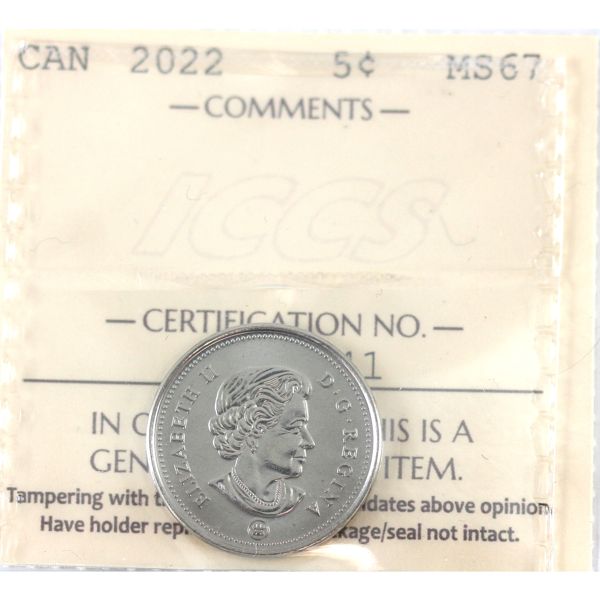 CAN 2022 5¢ MS67
— COMMENTS —
ICCS
— CERTIFICATION NO. —
11
IN C HIS IS A
GEN ITEM.
Tampering with t dates above opinion
Have holder repl kage/seal not intact.
ELIZABETH II D·G·REGINA